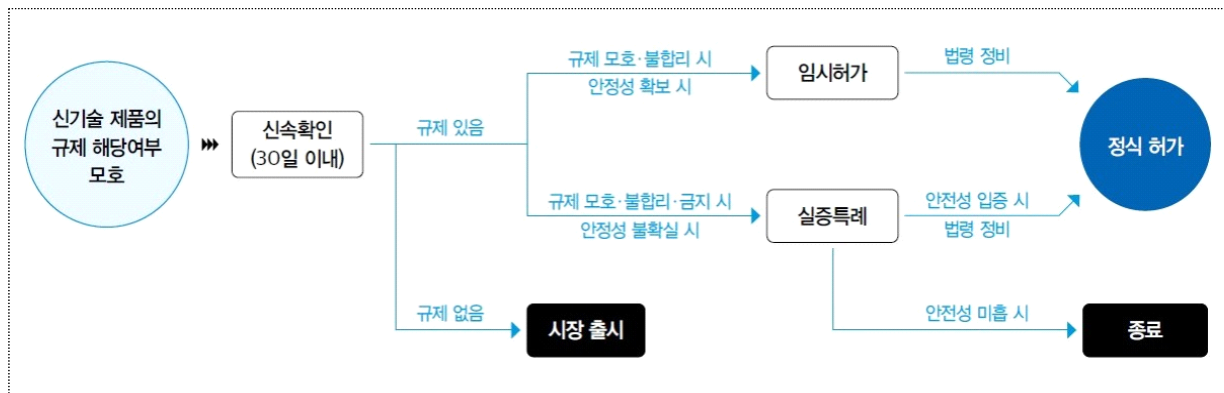 신기술 제품의
규제 해당여부
모호
신속확인
(30일 이내)
규제 있음
규제 모호·불합리 시
안정성 확보 시
임시허가
법령 정비
정식 허가
규제 모호·불합리·금지 시
안정성 불확실 시
실증특례
안전성 입증 시
법령 정비
규제 없음
시장 출시
안전성 미흡 시
종료